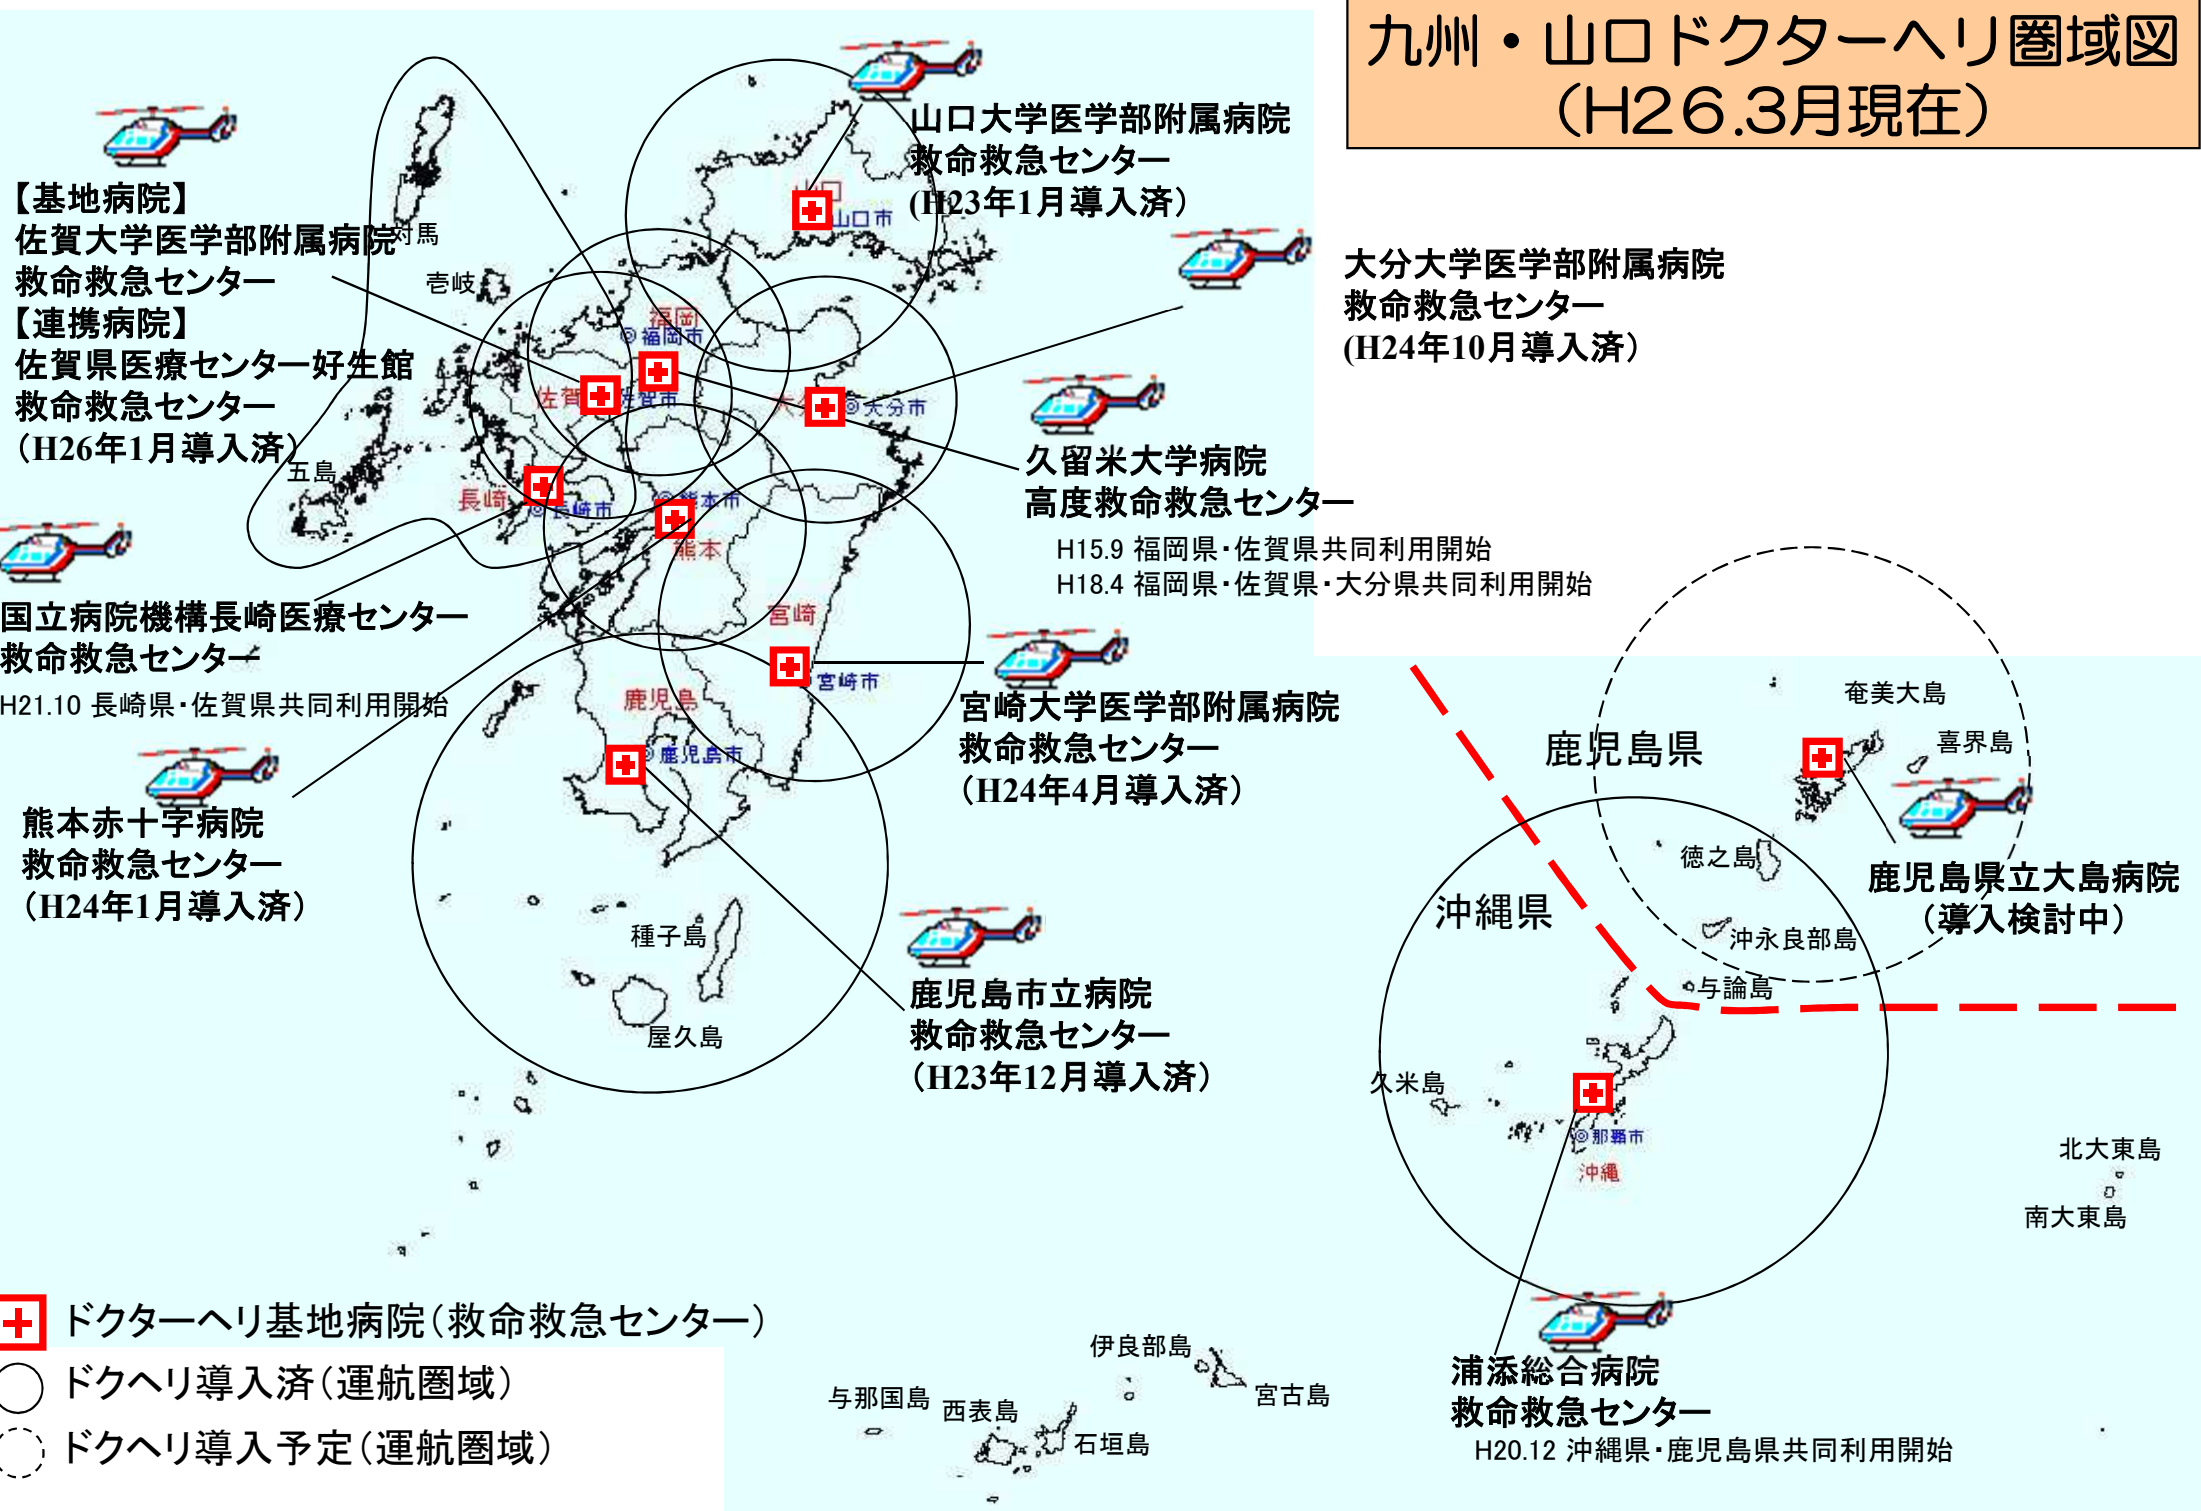 九州・山口ドクターヘリ圏域図
（H26.3月現在）
山口大学医学部附属病院
救命救急センター
(H23年1月導入済）
【基地病院】
佐賀大学医学部附属病院
救命救急センター
【連携病院】
佐賀県医療センター好生館
救命救急センター
（H26年1月導入済）
対馬
壱岐
五島
山口
山口市
福岡
福岡市
佐賀
佐賀市
大分
大分市
長崎
長崎市
熊本市
熊本
宮崎
宮崎市
鹿児島
鹿児島市
大分大学医学部附属病院
救命救急センター
(H24年10月導入済）
久留米大学病院
高度救命救急センター
H15.9 福岡県・佐賀県共同利用開始
H18.4 福岡県・佐賀県・大分県共同利用開始
国立病院機構長崎医療センター
救命救急センター
H21.10 長崎県・佐賀県共同利用開始
宮崎大学医学部附属病院
救命救急センター
（H24年4月導入済）
熊本赤十字病院
救命救急センター
（H24年1月導入済）
鹿児島市立病院
救命救急センター
（H23年12月導入済）
種子島
屋久島
鹿児島県
奄美大島
喜界島
徳之島
鹿児島県立大島病院
（導入検討中）
沖縄県
沖永良部島
与論島
久米島
那覇市
沖縄
北大東島
南大東島
浦添総合病院
救命救急センター
H20.12 沖縄県・鹿児島県共同利用開始
伊良部島
宮古島
与那国島
西表島
石垣島
ドクターヘリ基地病院（救命救急センター）
ドクヘリ導入済（運航圏域）
ドクヘリ導入予定（運航圏域）